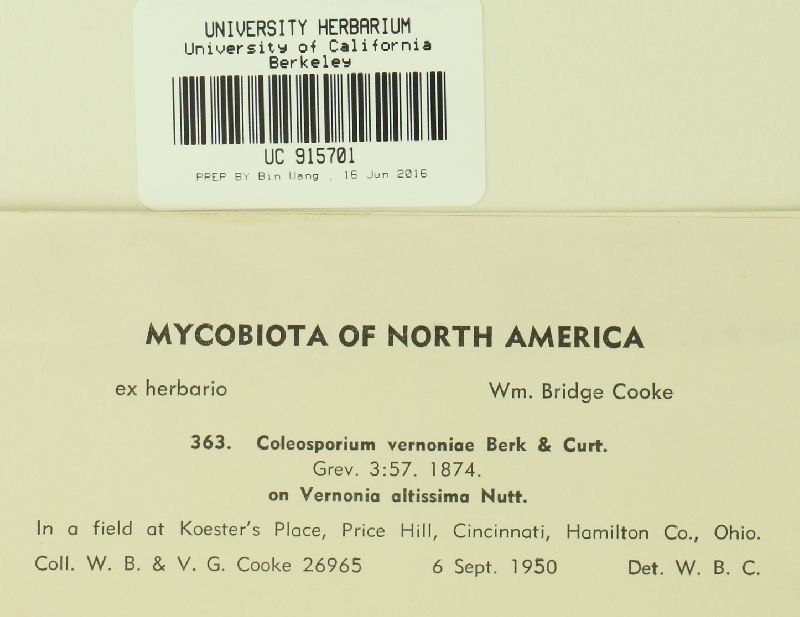 UNIVERSITY HERBARIUM
University of California
Berkeley
UC 915701
PREP BY Bin Wang , 16 Jun 2016
MYCOBIOTA OF NORTH AMERICA
ex herbario Wm. Bridge Cooke
363. Coleosporium vernoniae Berk & Curt.
Grev. 3:57. 1874.
on Vernonia altissima Nutt.
In a field at Koester's Place, Price Hill, Cincinnati, Hamilton Co., Ohio.
Coll. W. B. & V. G. Cooke 26965 6 Sept. 1950 Det. W. B. C.